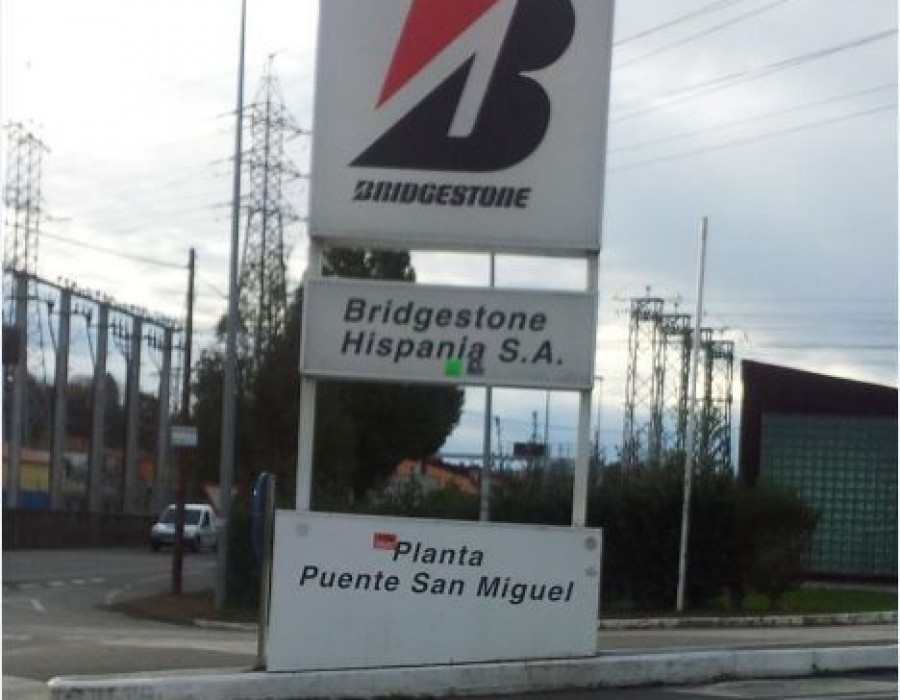 BRIDGESTONE
Bridgestone
Hispania S.A.
Planta
Puente San Miguel